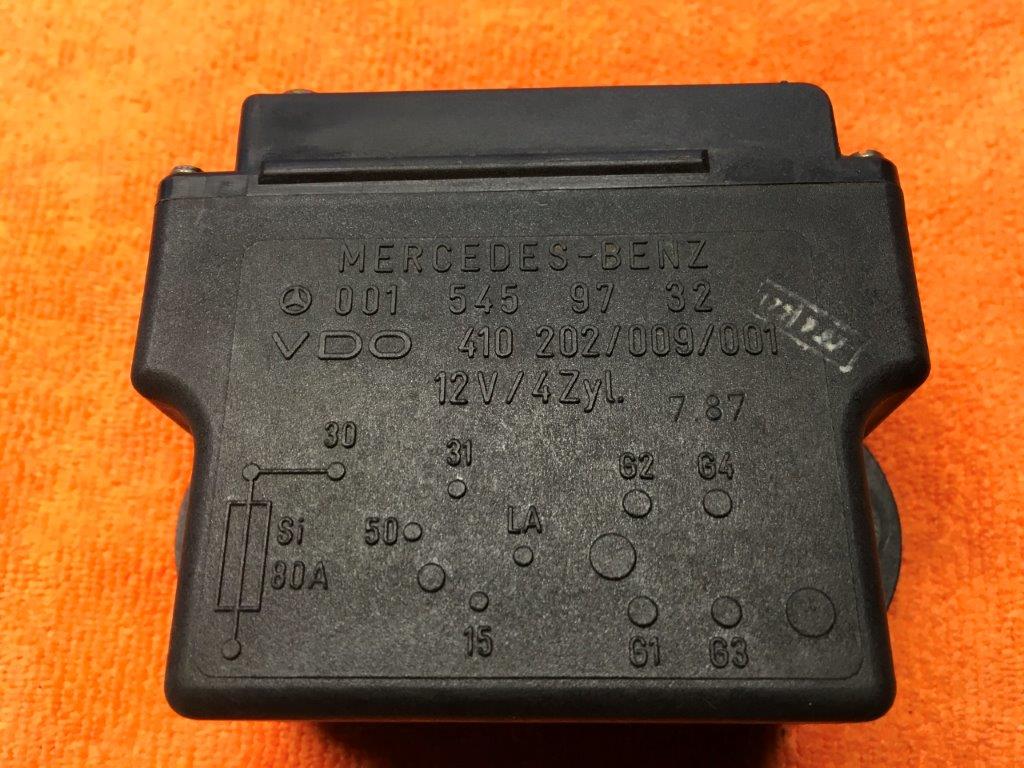 MERCEDES-BENZ
001 545 97 32
VDO 410 202/009/001
12V/4Zyl.
7.87
30
31
G2 G4
50
LA
Si
80A
15
G1 G3